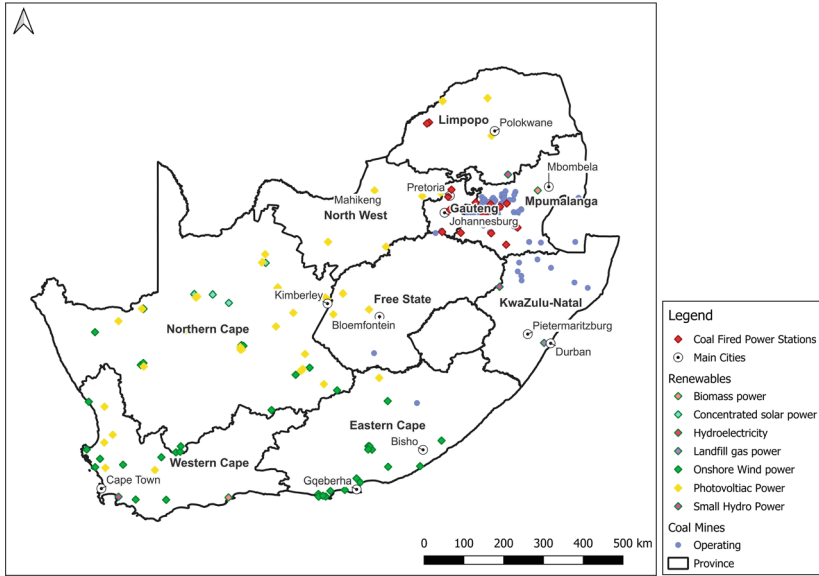 Limpopo
Polokwane
Mbombela
Pretoria
Mahikeng
Mpumalanga
Gauteng
North West
Johannesburg
Kimberley
Free State
KwaZulu-Natal
Northern Cape
Bloemfontein
Pietermaritzburg
Durban
Eastern Cape
Bisho
Western Cape
Gqeberha
Cape Town
0 100 200 300 400 500 km
Legend
Coal Fired Power Stations
Main Cities
Renewables
Biomass power
Concentrated solar power
Hydroelectricity
Landfill gas power
Onshore Wind power
Photovoltiac Power
Small Hydro Power
Coal Mines
Operating
Province